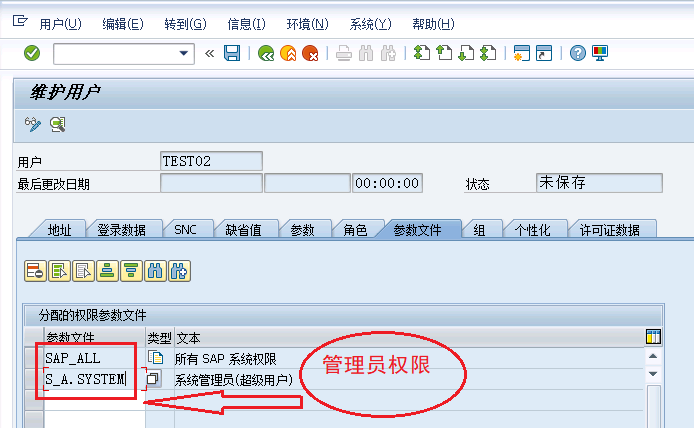 用户(U) 编辑(E) 转到(G) 信息(I) 环境(N) 系统(Y) 帮助(H)
维护用户
用户 TEST02
最后更改日期 00:00:00 状态 未保存
地址 登录数据 SNC 缺省值 参数 角色 参数文件 组 个性化 许可证数据
分配的权限参数文件
参数文件 类型 文本
SAP_ALL 所有 SAP 系统权限
S_A.SYSTEM 系统管理员(超级用户)
管理员权限